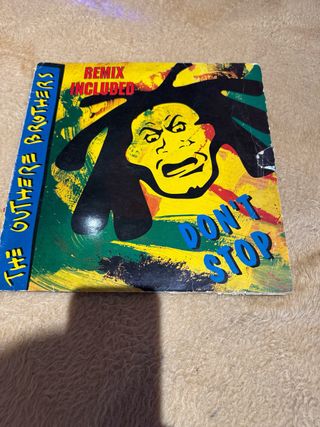 THE OUTHERE BROTHERS
REMIX
INCLUDED
DON'T
STOP